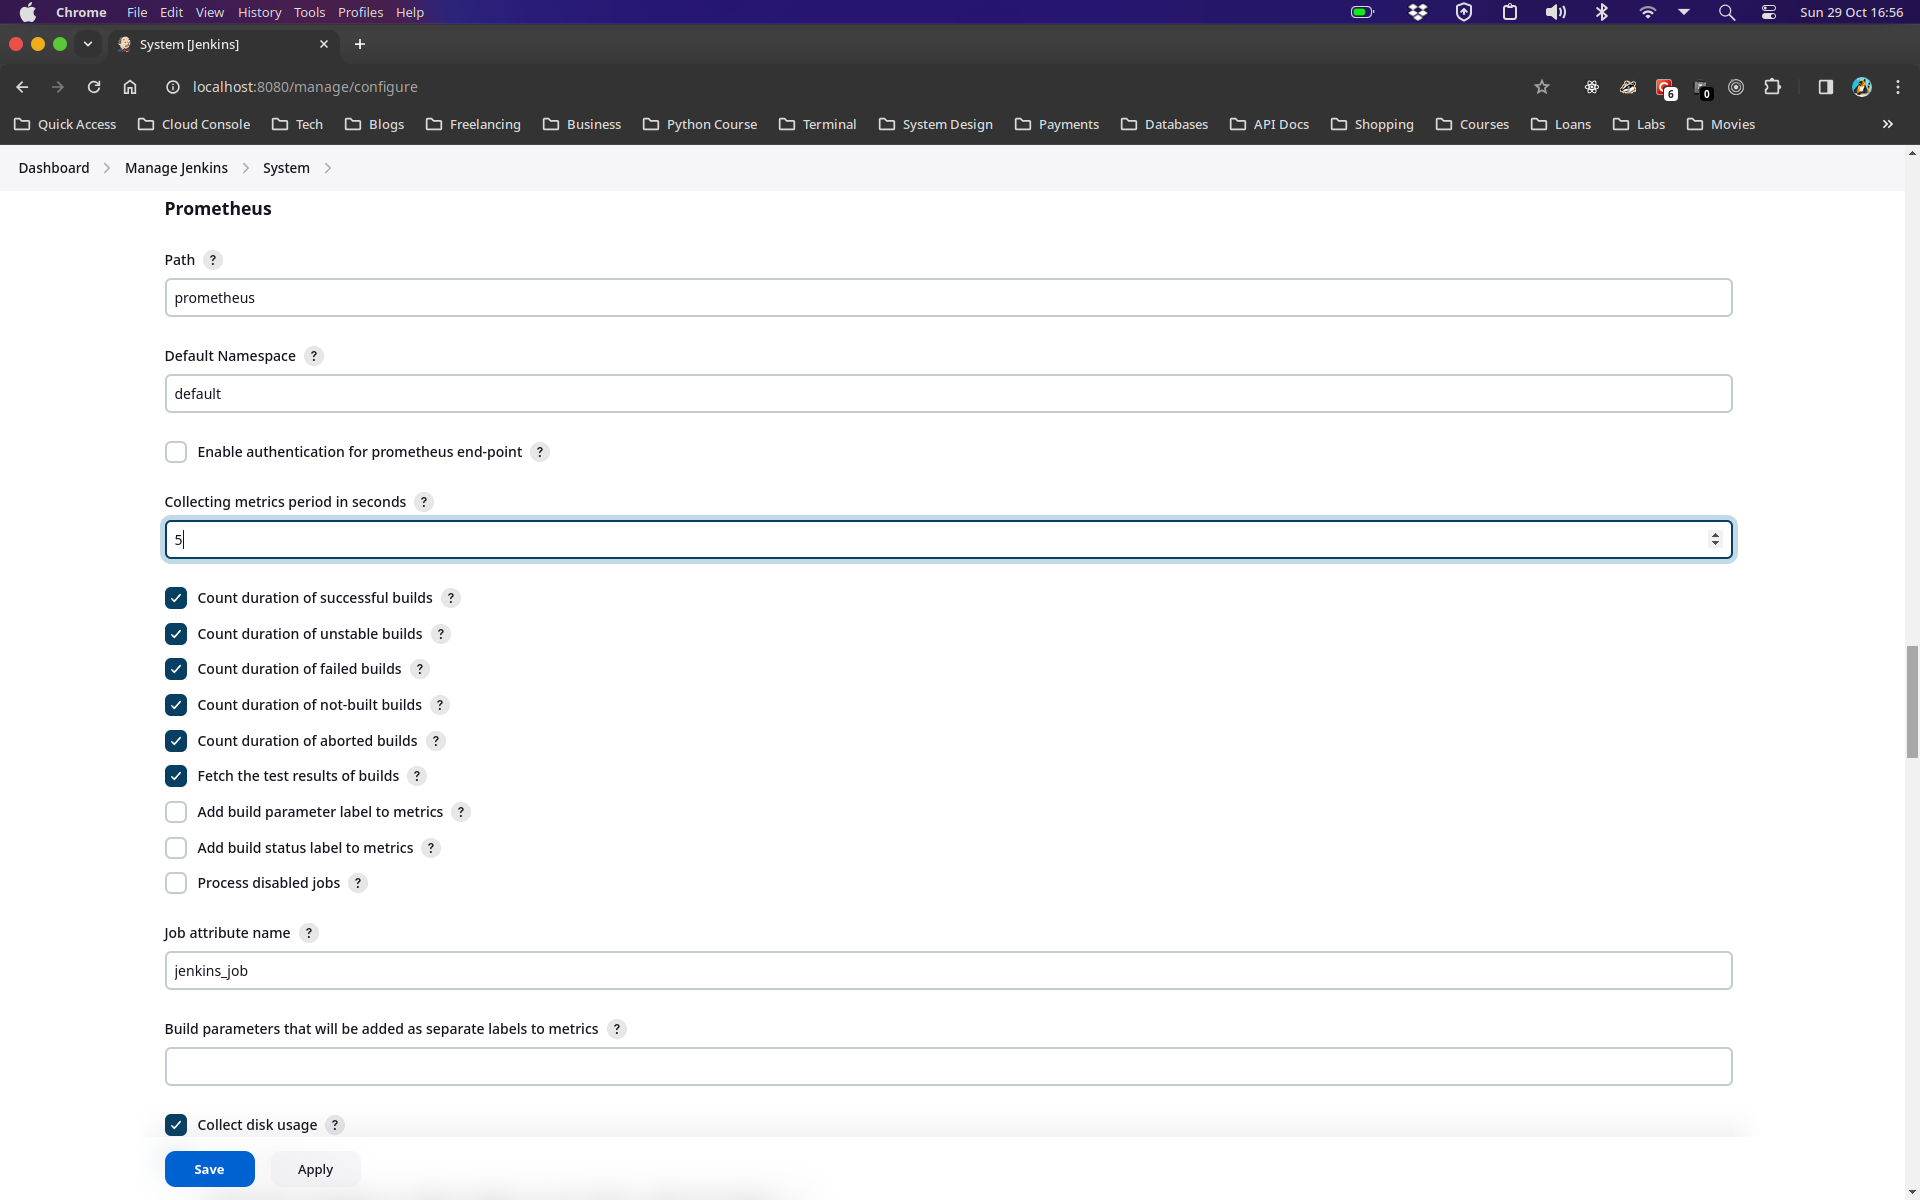 Chrome File Edit View History Tools Profiles Help Sun 29 Oct 16:56
System [Jenkins]
localhost:8080/manage/configure 6 0
Quick Access Cloud Console Tech Blogs Freelancing Business Python Course Terminal System Design Payments Databases API Docs Shopping Courses Loans Labs Movies »
Dashboard Manage Jenkins System
Prometheus
Path ?
prometheus
Default Namespace ?
default
Enable authentication for prometheus end-point ?
Collecting metrics period in seconds ?
5
Count duration of successful builds ?
Count duration of unstable builds ?
Count duration of failed builds ?
Count duration of not-built builds ?
Count duration of aborted builds ?
Fetch the test results of builds ?
Add build parameter label to metrics ?
Add build status label to metrics ?
Process disabled jobs ?
Job attribute name ?
jenkins_job
Build parameters that will be added as separate labels to metrics ?
Collect disk usage ?
Save Apply